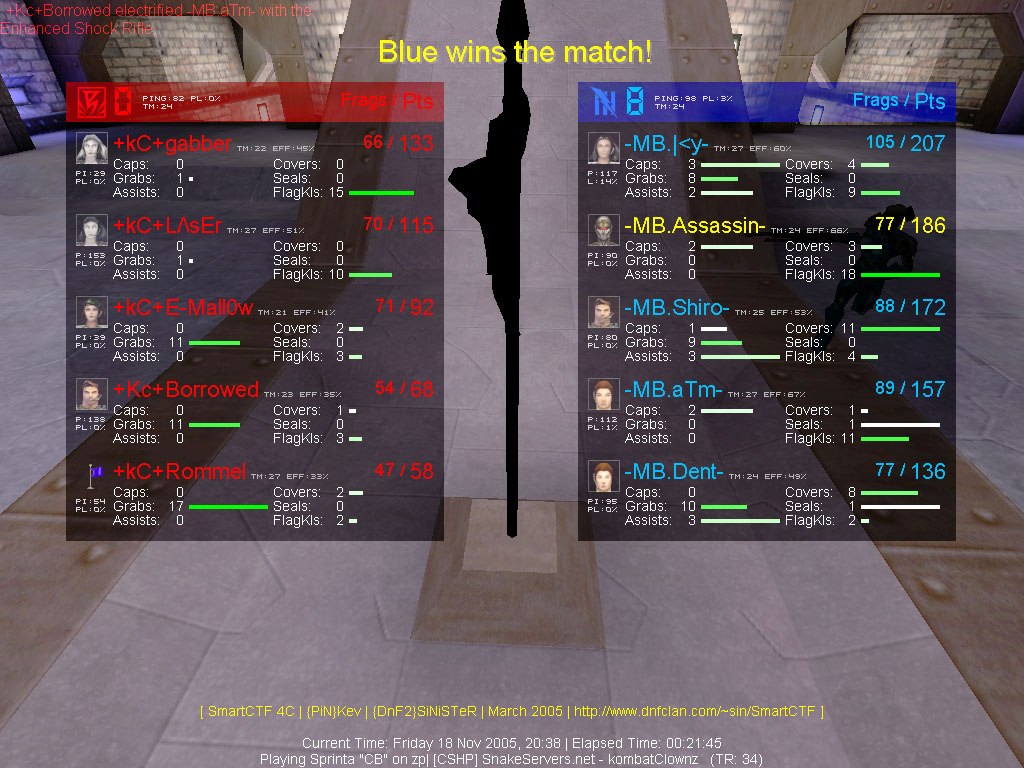 +Kc+Borrowed electrified -MB.aTm- with the
Enhanced Shock Rifle.
Blue wins the match!
0 PING:82 PL:0% TM:24 Frags / Pts
+kC+gabber TM:22 EFF:45% 66 / 133
PI:29 PL:0%
Caps: 0 Covers: 0
Grabs: 1 Seals: 0
Assists: 0 FlagKls: 15
+kC+LΛsEr TM:27 EFF:51% 70 / 115
P:153 PL:0%
Caps: 0 Covers: 0
Grabs: 1 Seals: 0
Assists: 0 FlagKls: 10
+kC+E-Mall0w TM:21 EFF:41% 71 / 92
PI:39 PL:0%
Caps: 0 Covers: 2
Grabs: 11 Seals: 0
Assists: 0 FlagKls: 3
+Kc+Borrowed TM:23 EFF:35% 54 / 68
P:138 PL:0%
Caps: 0 Covers: 1
Grabs: 11 Seals: 0
Assists: 0 FlagKls: 3
+kC+Rommel TM:27 EFF:33% 47 / 58
PI:54 PL:0%
Caps: 0 Covers: 2
Grabs: 17 Seals: 0
Assists: 0 FlagKls: 2
8 PING:98 PL:3% TM:24 Frags / Pts
-MB.|<y- TM:27 EFF:60% 105 / 207
P:117 L:14%
Caps: 3 Covers: 4
Grabs: 8 Seals: 0
Assists: 2 FlagKls: 9
-MB.Assassin- TM:24 EFF:66% 77 / 186
PI:90 PL:0%
Caps: 2 Covers: 3
Grabs: 0 Seals: 0
Assists: 0 FlagKls: 18
-MB.Shiro- TM:25 EFF:53% 88 / 172
PI:80 PL:0%
Caps: 1 Covers: 11
Grabs: 9 Seals: 0
Assists: 3 FlagKls: 4
-MB.aTm- TM:27 EFF:67% 89 / 157
P:112 PL:1%
Caps: 2 Covers: 1
Grabs: 0 Seals: 1
Assists: 0 FlagKls: 11
-MB.Dent- TM:24 EFF:49% 77 / 136
PI:95 PL:0%
Caps: 0 Covers: 8
Grabs: 10 Seals: 1
Assists: 3 FlagKls: 2
[ SmartCTF 4C | {PiN}Kev | {DnF2}SiNiSTeR | March 2005 | http://www.dnfclan.com/~sin/SmartCTF ]
Current Time: Friday 18 Nov 2005, 20:38 | Elapsed Time: 00:21:45
Playing Sprinta "CB" on zp| [CSHP] SnakeServers.net - kombatClownz (TR: 34)